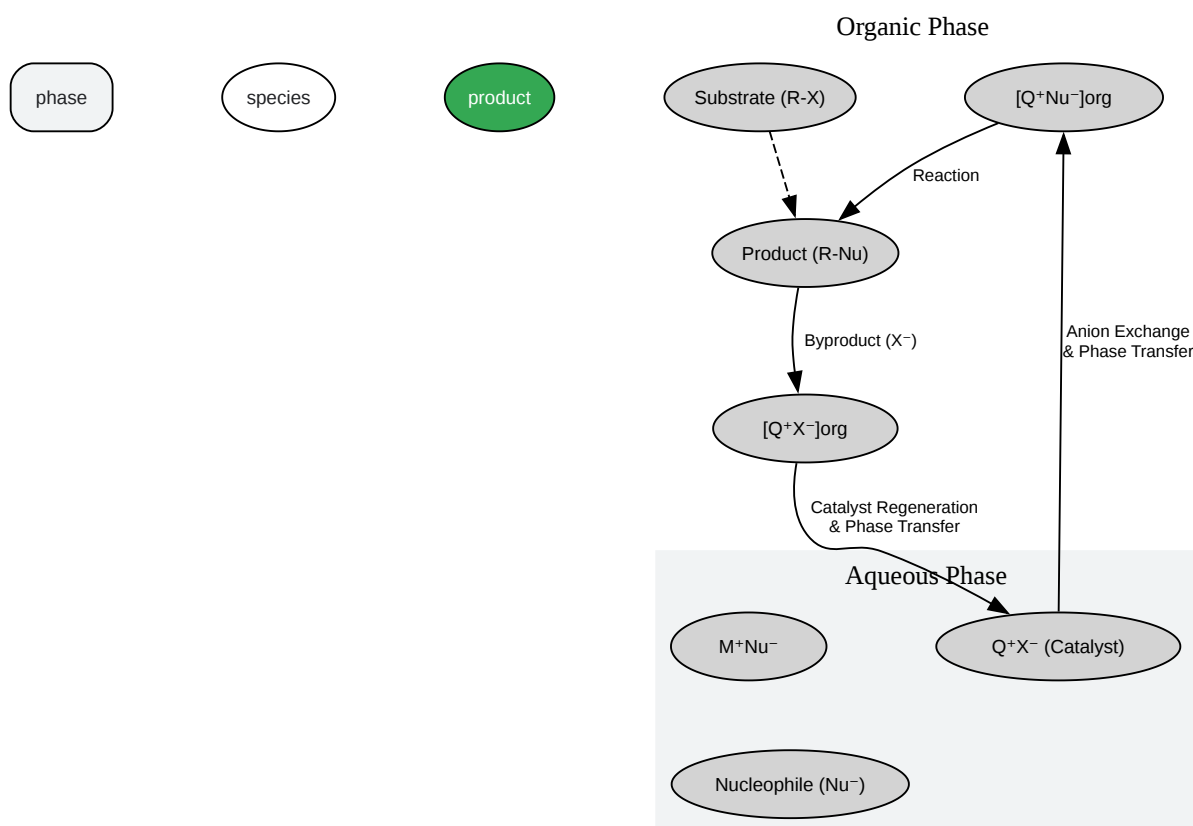 Organic Phase
phase
species
product
Substrate (R-X)
[Q⁺Nu⁻]org
Reaction
Product (R-Nu)
Byproduct (X⁻)
Anion Exchange
& Phase Transfer
[Q⁺X⁻]org
Catalyst Regeneration
& Phase Transfer
Aqueous Phase
M⁺Nu⁻
Q⁺X⁻ (Catalyst)
Nucleophile (Nu⁻)